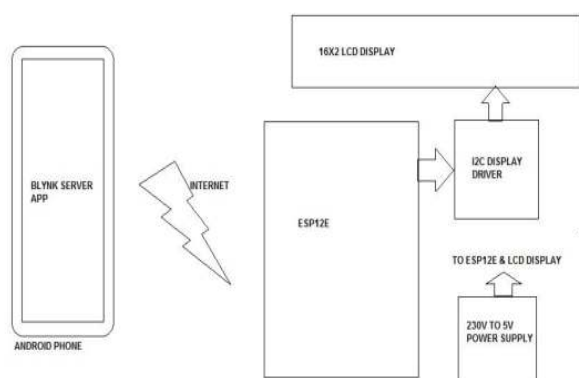 16X2 LCD DISPLAY
BLYNK SERVER
APP
INTERNET
I2C DISPLAY
DRIVER
ESP12E
TO ESP12E & LCD DISPLAY
230V TO 5V
POWER SUPPLY
ANDROID PHONE